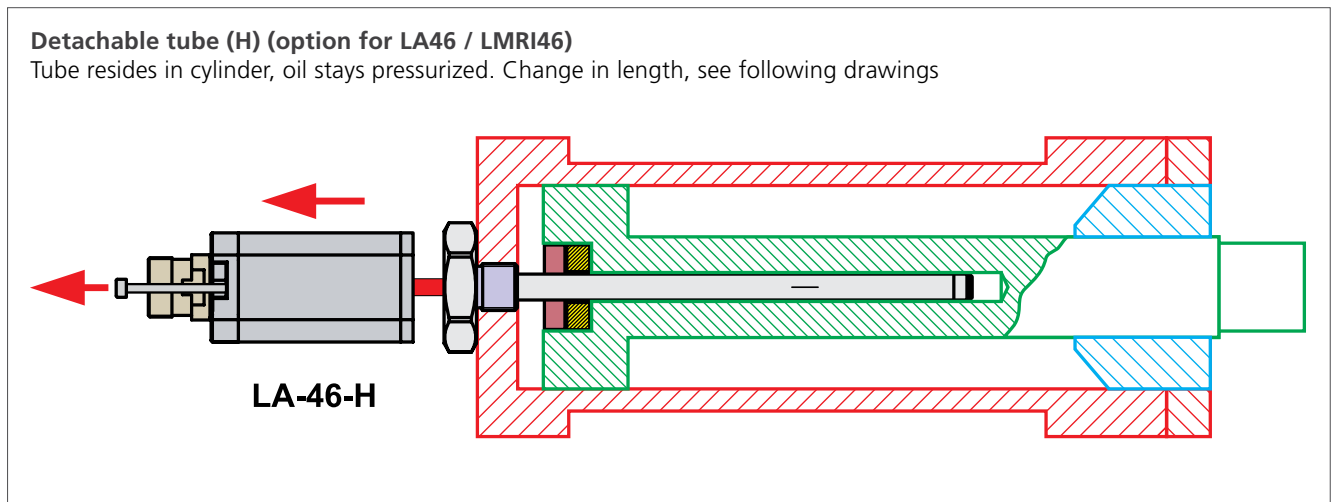 Detachable tube (H) (option for LA46 / LMRI46)
Tube resides in cylinder, oil stays pressurized. Change in length, see following drawings
LA-46-H